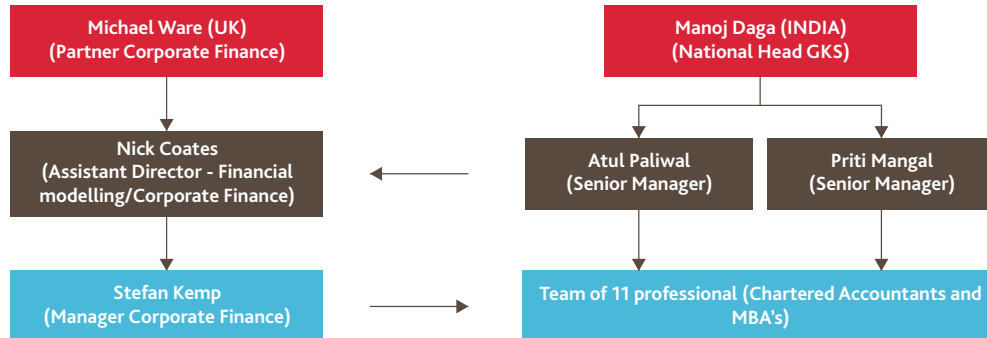 Michael Ware (UK)
(Partner Corporate Finance)
Manoj Daga (INDIA)
(National Head GKS)
Nick Coates
(Assistant Director - Financial
modelling/Corporate Finance)
Atul Paliwal
(Senior Manager)
Priti Mangal
(Senior Manager)
Stefan Kemp
(Manager Corporate Finance)
Team of 11 professional (Chartered Accountants and
MBA's)